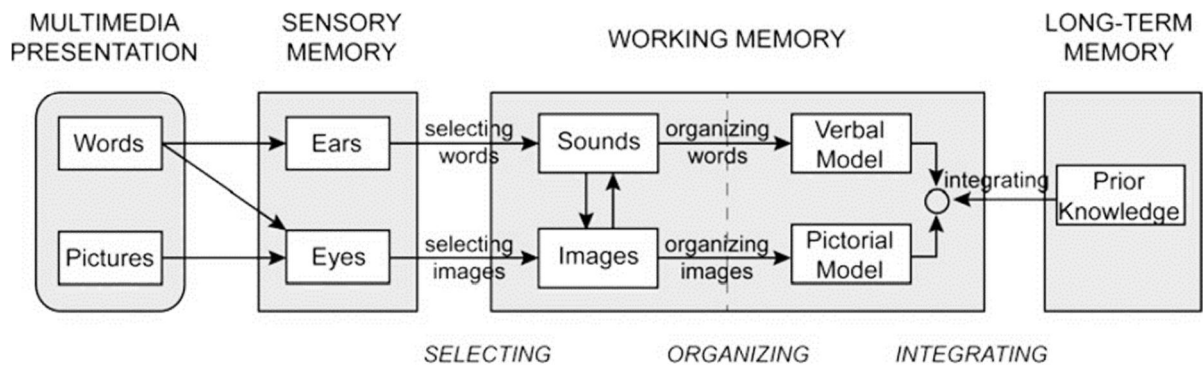 MULTIMEDIA
PRESENTATION
SENSORY
MEMORY
WORKING MEMORY
LONG-TERM
MEMORY
Words
Ears
selecting
words
Sounds
organizing
words
Verbal
Model
integrating
Prior
Knowledge
Pictures
Eyes
selecting
images
Images
organizing
images
Pictorial
Model
SELECTING
ORGANIZING
INTEGRATING